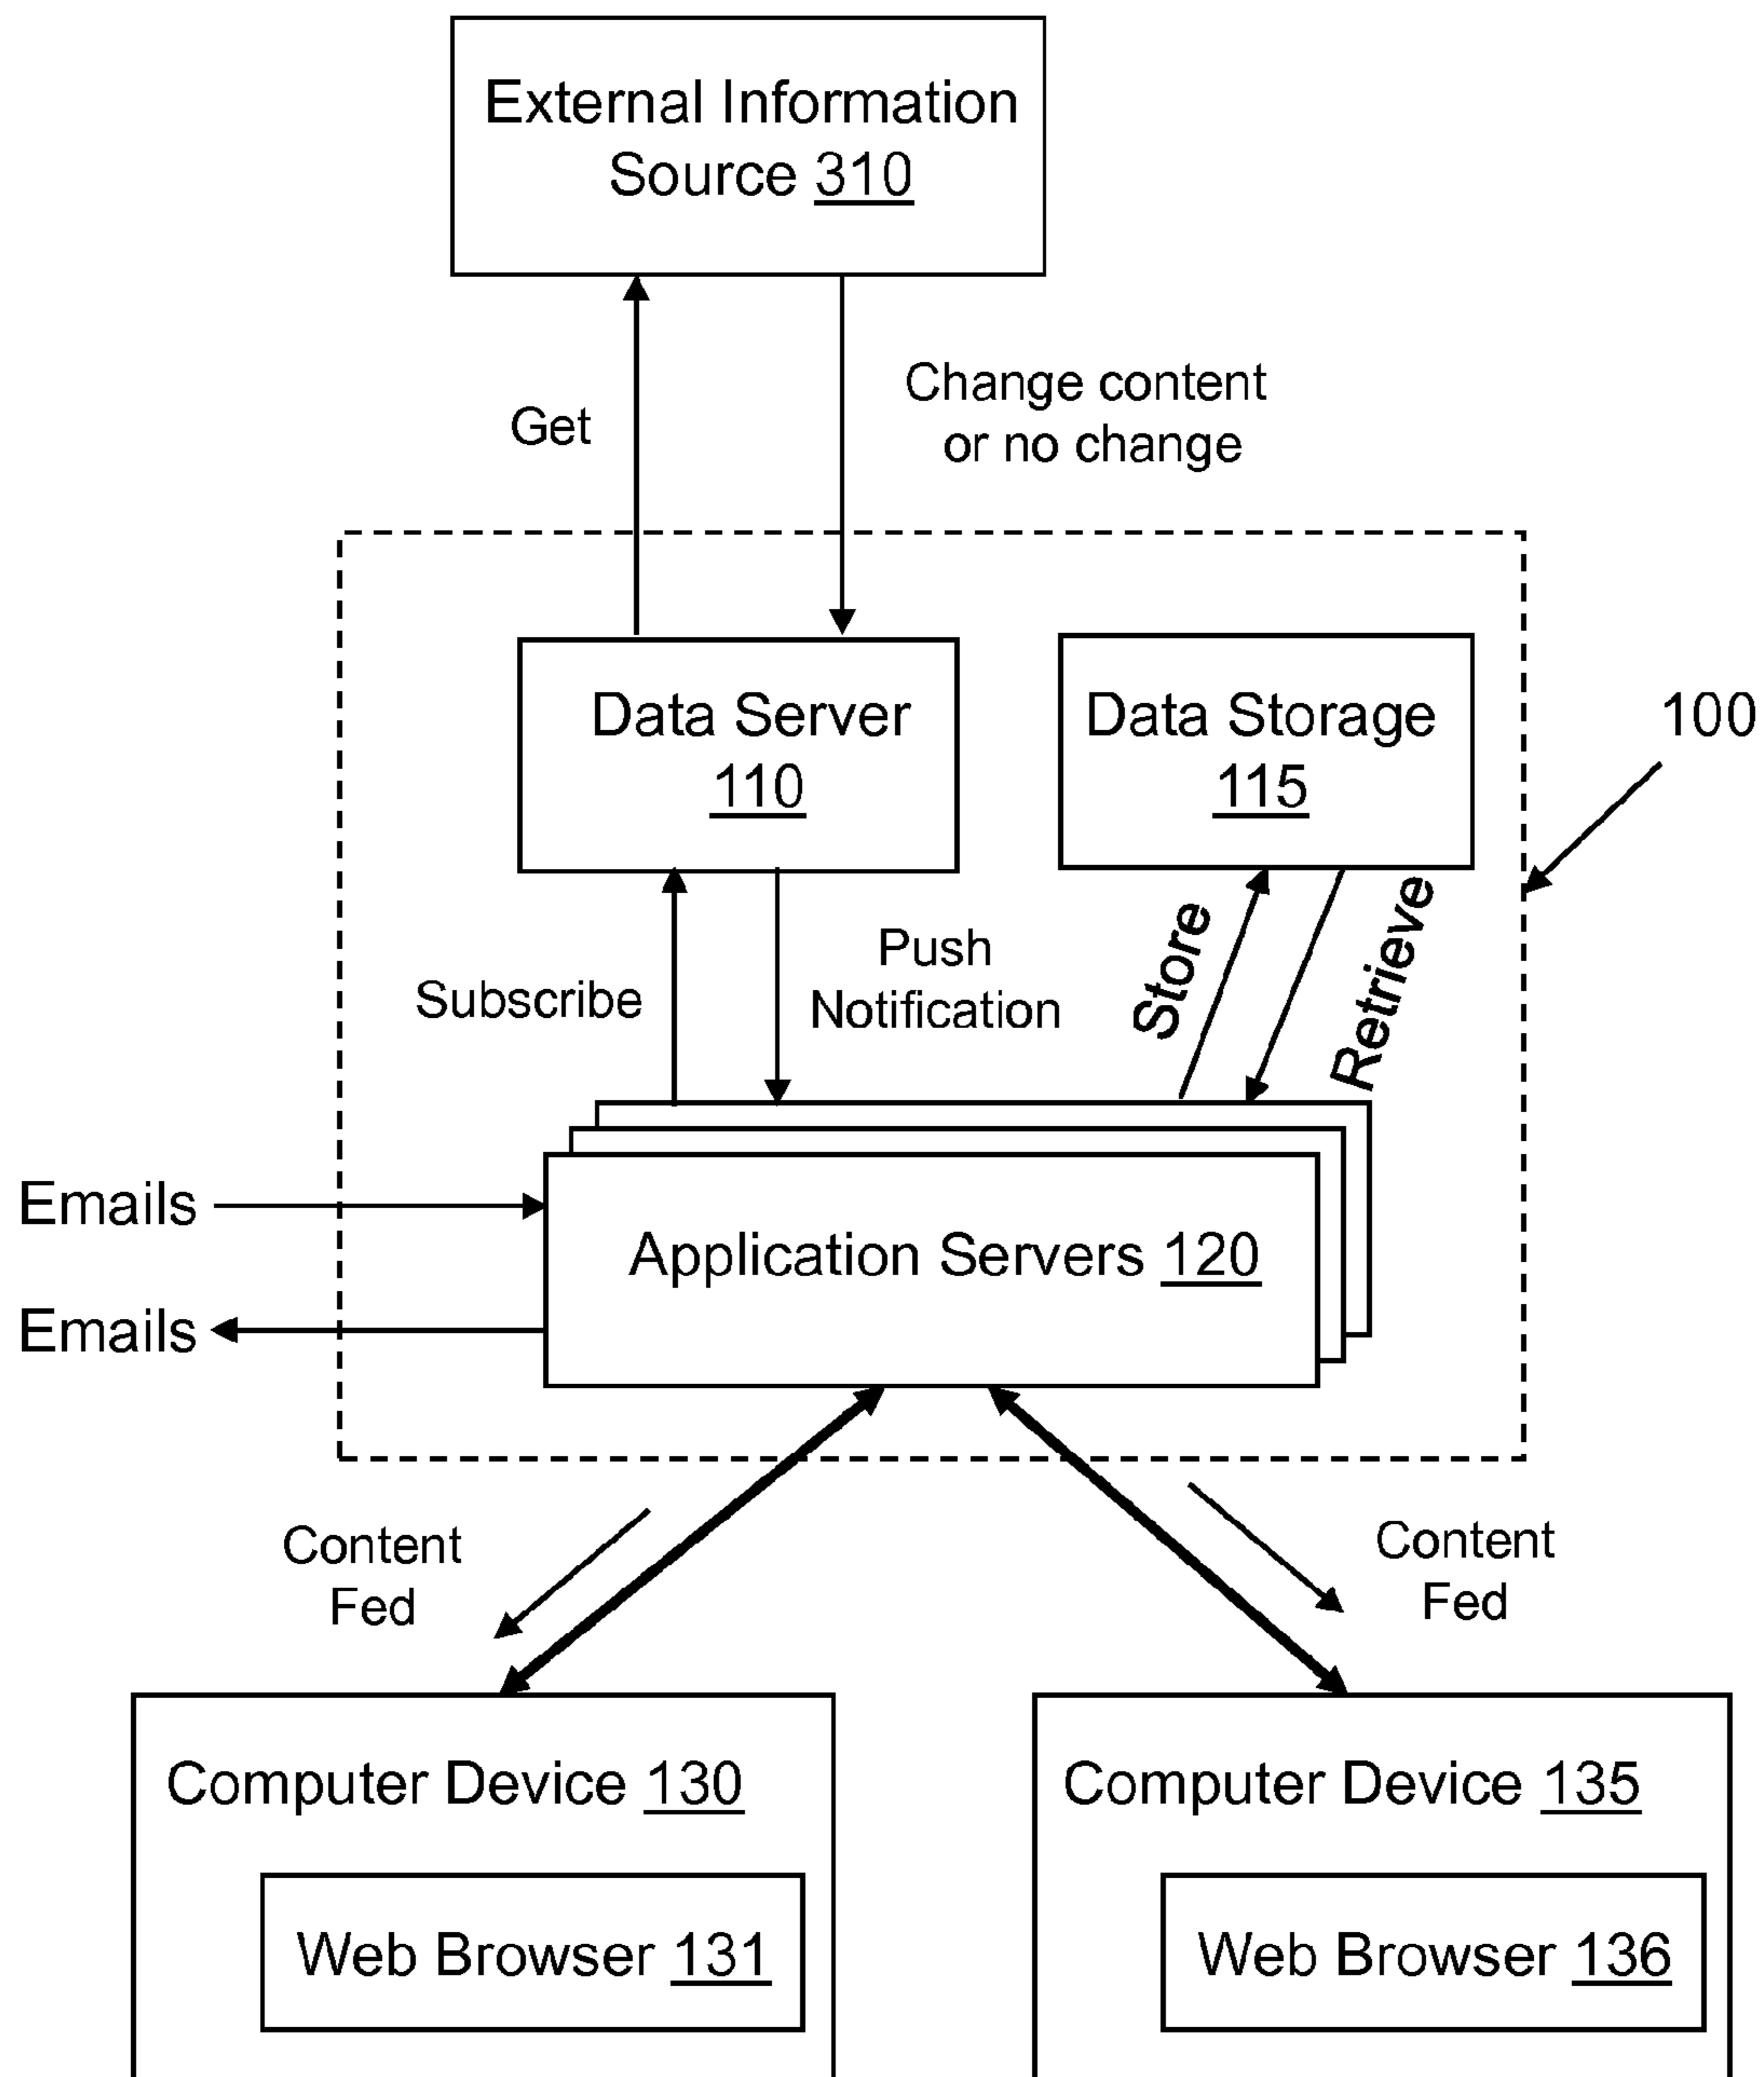 External Information
Source 310
Get
Change content
or no change
Data Server
110
Data Storage
115
100
Subscribe
Push
Notification
Store
Retrieve
Emails
Application Servers 120
Emails
Content
Fed
Content
Fed
Computer Device 130
Computer Device 135
Web Browser 131
Web Browser 136